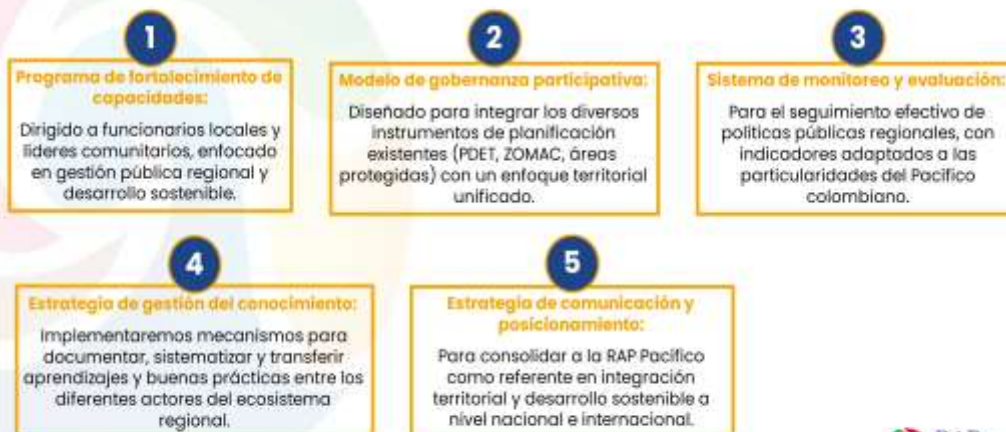 1
Programa de fortalecimiento de
capacidades:
Dirigido a funcionarios locales y
líderes comunitarios, enfocado
en gestión pública regional y
desarrollo sostenible.
2
Modelo de gobernanza participativa:
Diseñado para integrar los diversos
instrumentos de planificación
existentes (PDET, ZOMAC, áreas
protegidas) con un enfoque territorial
unificado.
3
Sistema de monitoreo y evaluación:
Para el seguimiento efectivo de
políticas públicas regionales, con
indicadores adaptados a las
particularidades del Pacífico
colombiano.
4
Estrategia de gestión del conocimiento:
Implementaremos mecanismos para
documentar, sistematizar y transferir
aprendizajes y buenas prácticas entre los
diferentes actores del ecosistema
regional.
5
Estrategia de comunicación y
posicionamiento:
Para consolidar a la RAP Pacífico
como referente en integración
territorial y desarrollo sostenible a
nivel nacional e internacional.